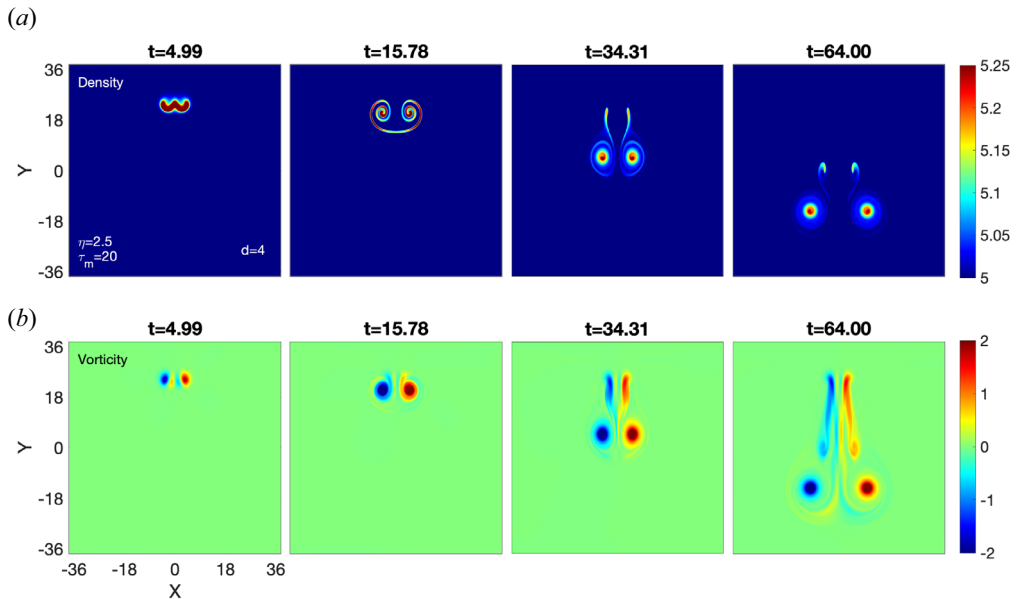 (a)
t=4.99 t=15.78 t=34.31 t=64.00
36 5.25
Density
18 5.2
Y 0 5.15
5.1
-18 5.05
η=2.5
τm=20 d=4
-36 5
(b)
t=4.99 t=15.78 t=34.31 t=64.00
36 2
Vorticity
18 1
Y 0 0
-18 -1
-36 -2
-36 -18 0 18 36
X